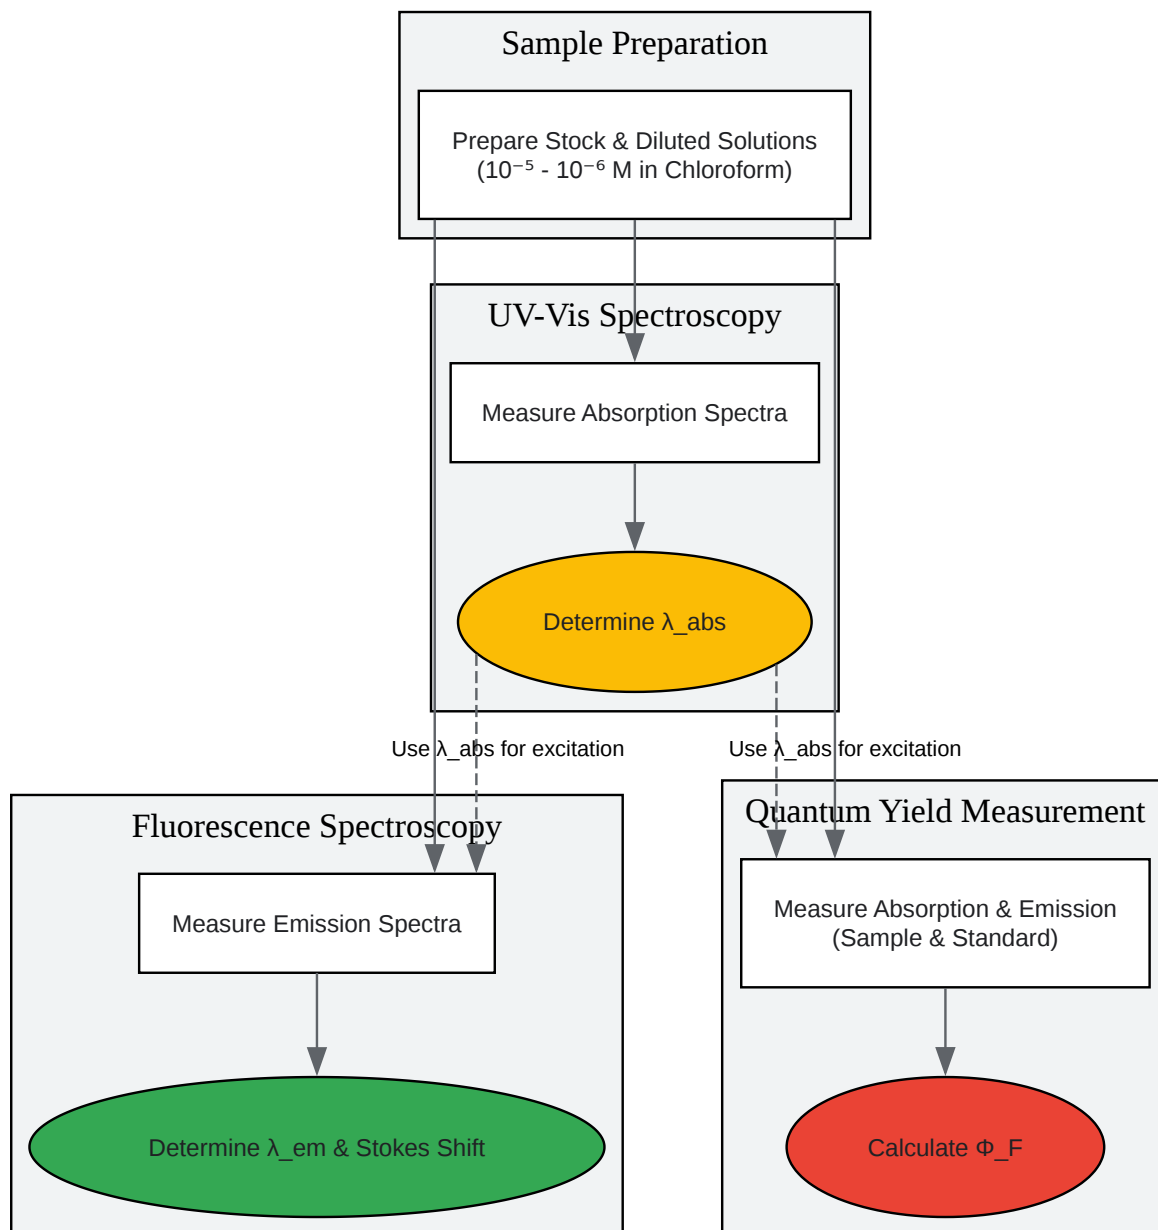 Sample Preparation
Prepare Stock & Diluted Solutions
(10⁻⁵ - 10⁻⁶ M in Chloroform)
UV-Vis Spectroscopy
Measure Absorption Spectra
Determine λ_abs
Use λ_abs for excitation
Use λ_abs for excitation
Fluorescence Spectroscopy
Measure Emission Spectra
Determine λ_em & Stokes Shift
Quantum Yield Measurement
Measure Absorption & Emission
(Sample & Standard)
Calculate Φ_F